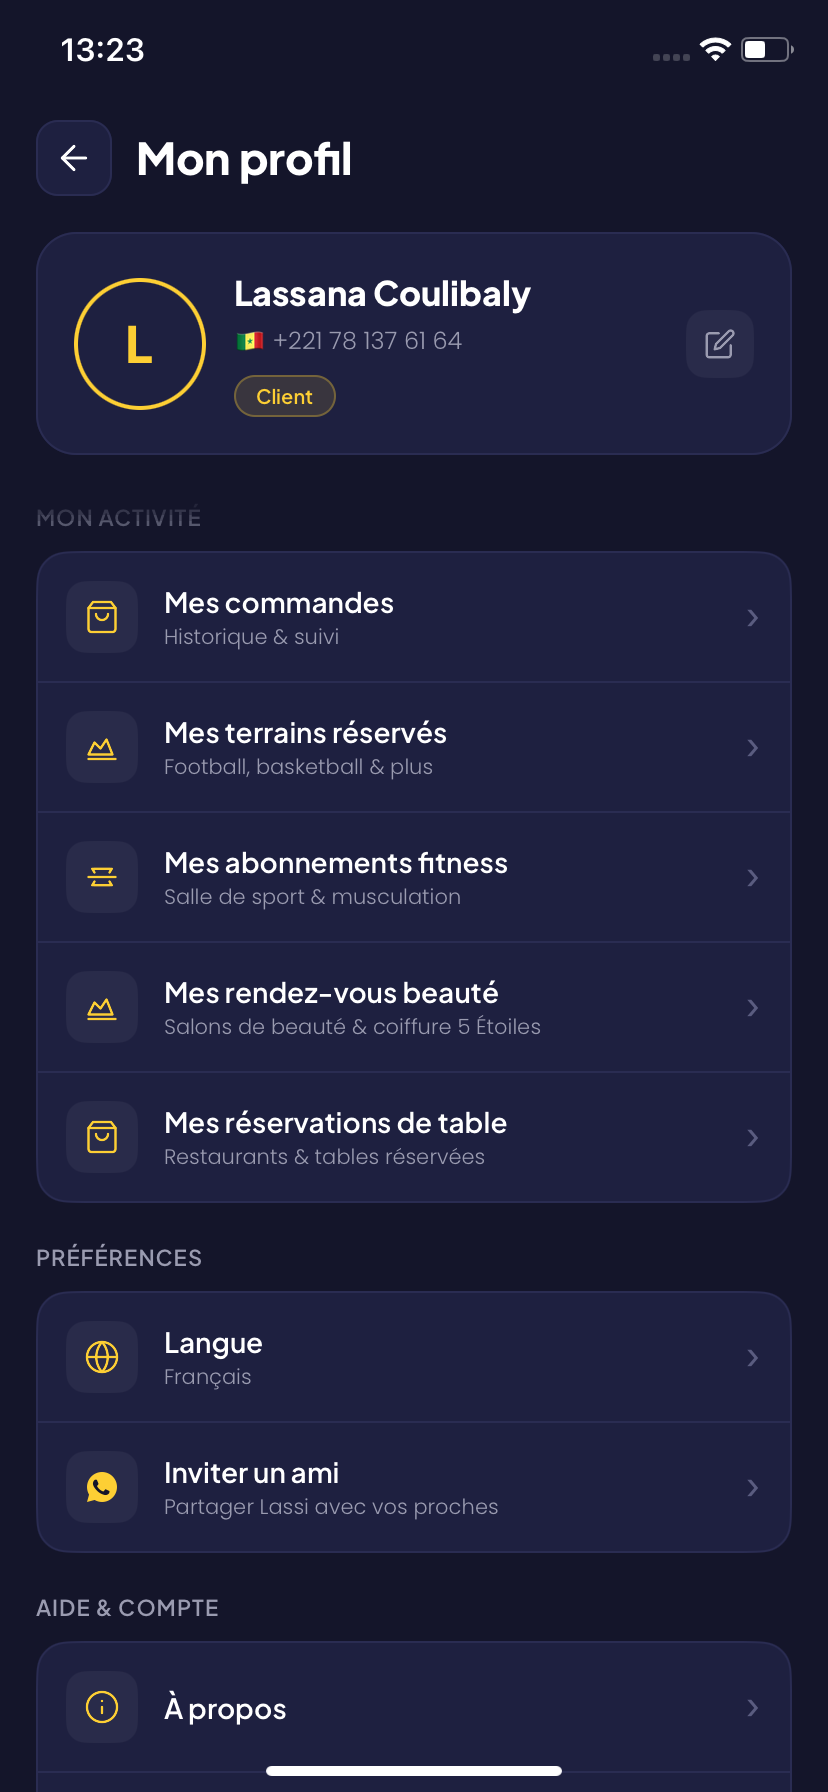 13:23
Mon profil
L
Lassana Coulibaly
🇸🇳 +221 78 137 61 64
Client
MON ACTIVITÉ
Mes commandes
Historique & suivi
Mes terrains réservés
Football, basketball & plus
Mes abonnements fitness
Salle de sport & musculation
Mes rendez-vous beauté
Salons de beauté & coiffure 5 Étoiles
Mes réservations de table
Restaurants & tables réservées
PRÉFÉRENCES
Langue
Français
Inviter un ami
Partager Lassi avec vos proches
AIDE & COMPTE
À propos